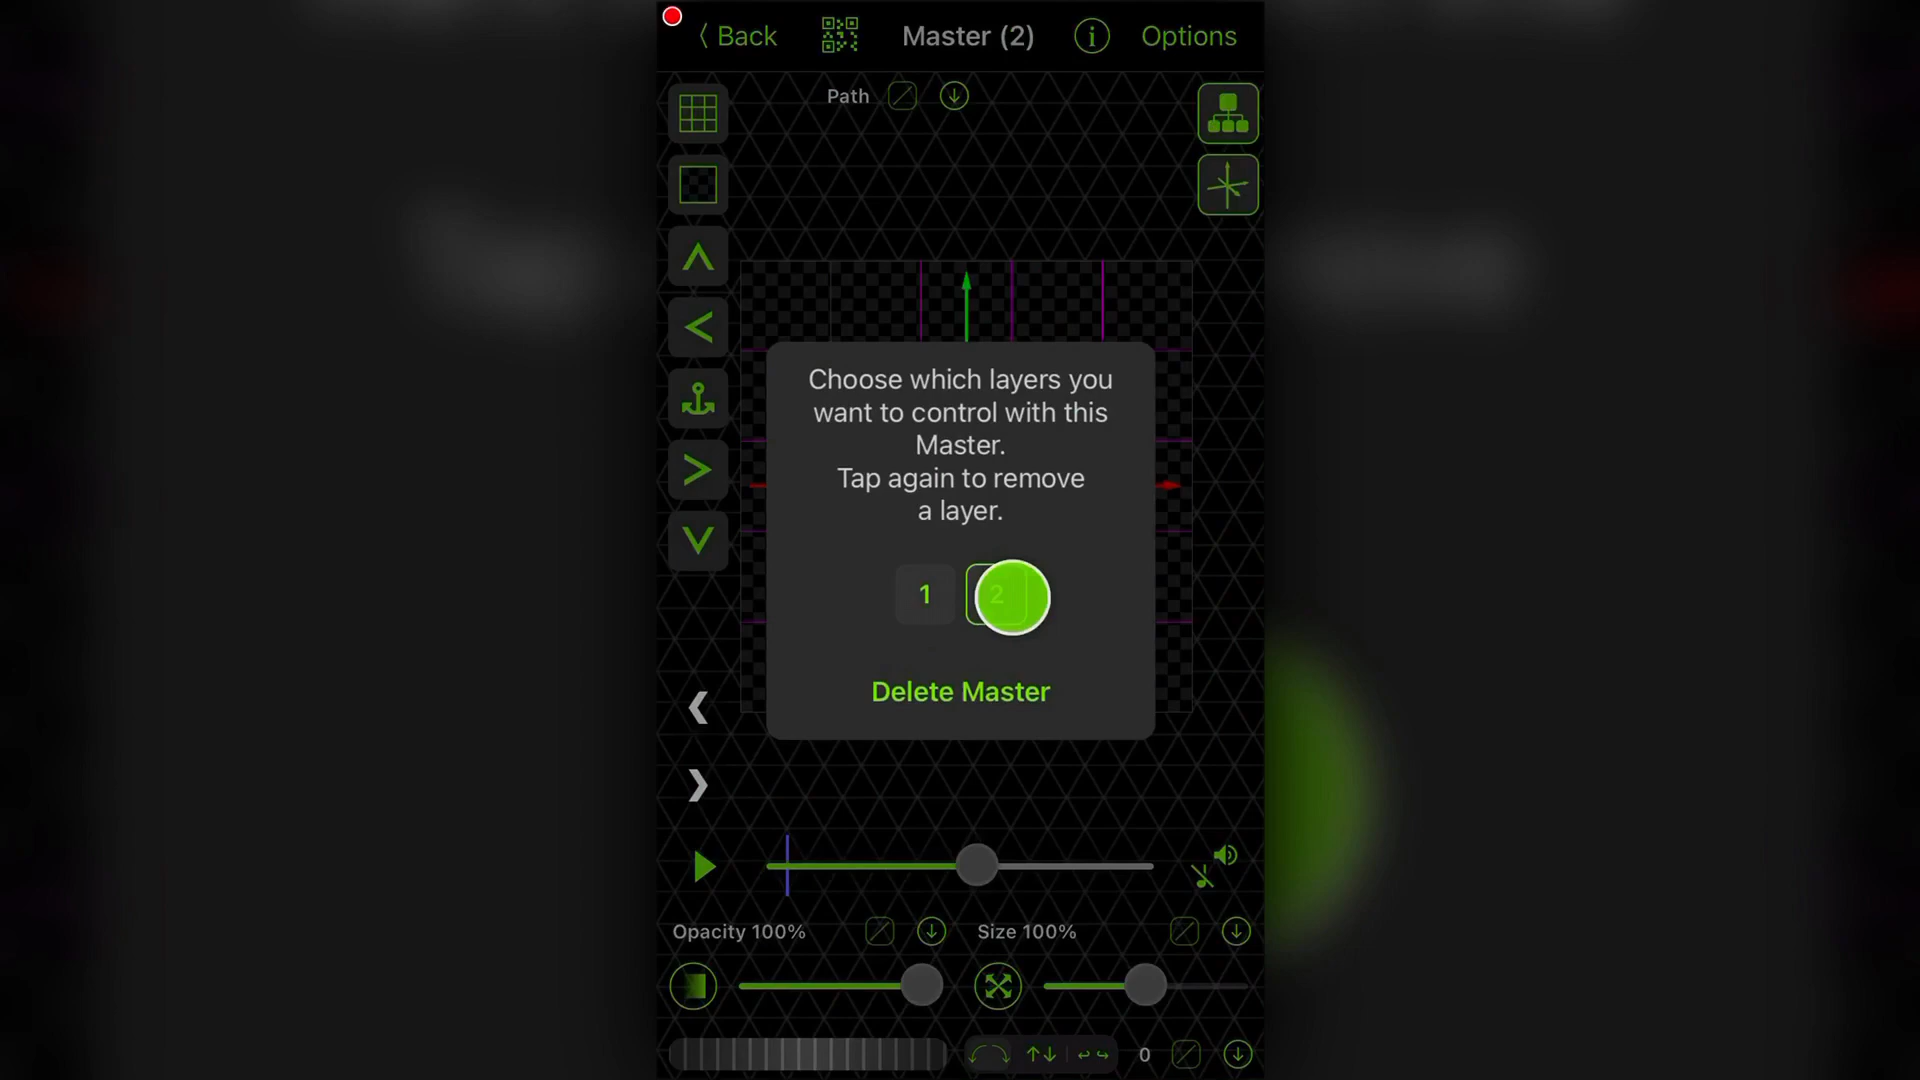 Back
Master (2)
Options
Path
Choose which layers you
want to control with this
Master.
Tap again to remove
a layer.
1
2
Delete Master
Opacity 100%
Size 100%
0